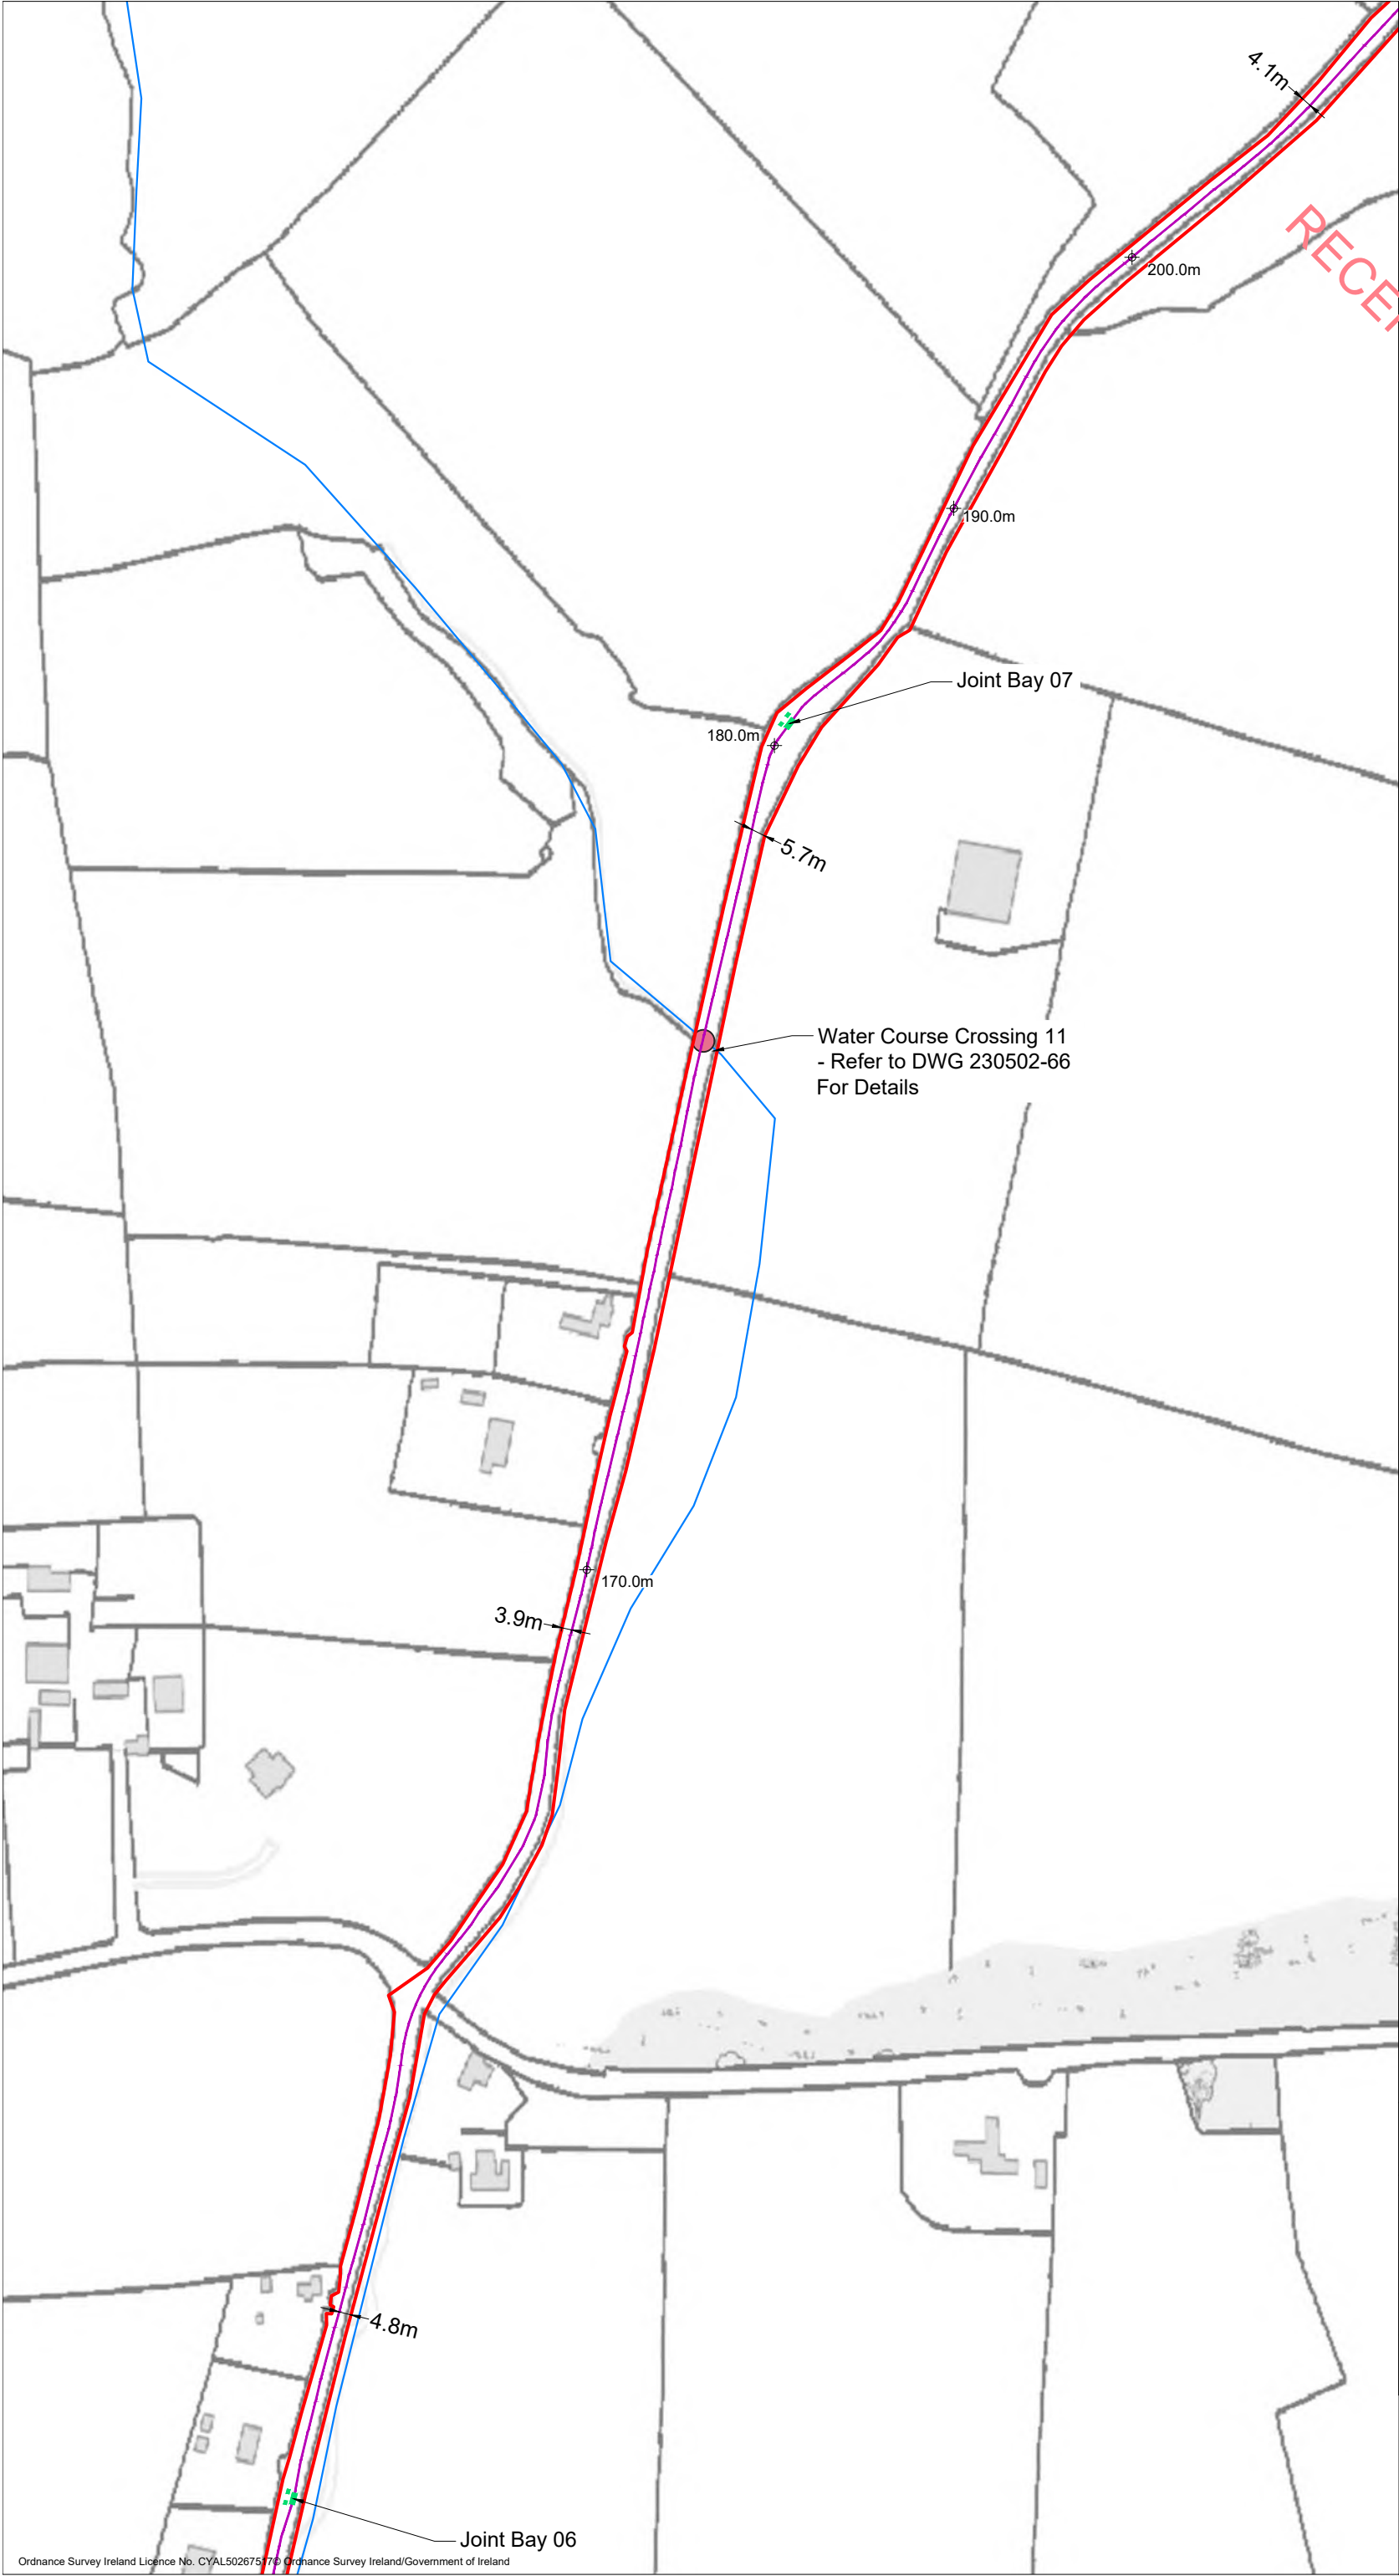 4.1m
200.0m
190.0m
Joint Bay 07
180.0m
5.7m
Water Course Crossing 11
- Refer to DWG 230502-66
For Details
170.0m
3.9m
4.8m
Joint Bay 06
Ordnance Survey Ireland Licence No. CYAL50267517© Ordnance Survey Ireland/Government of Ireland